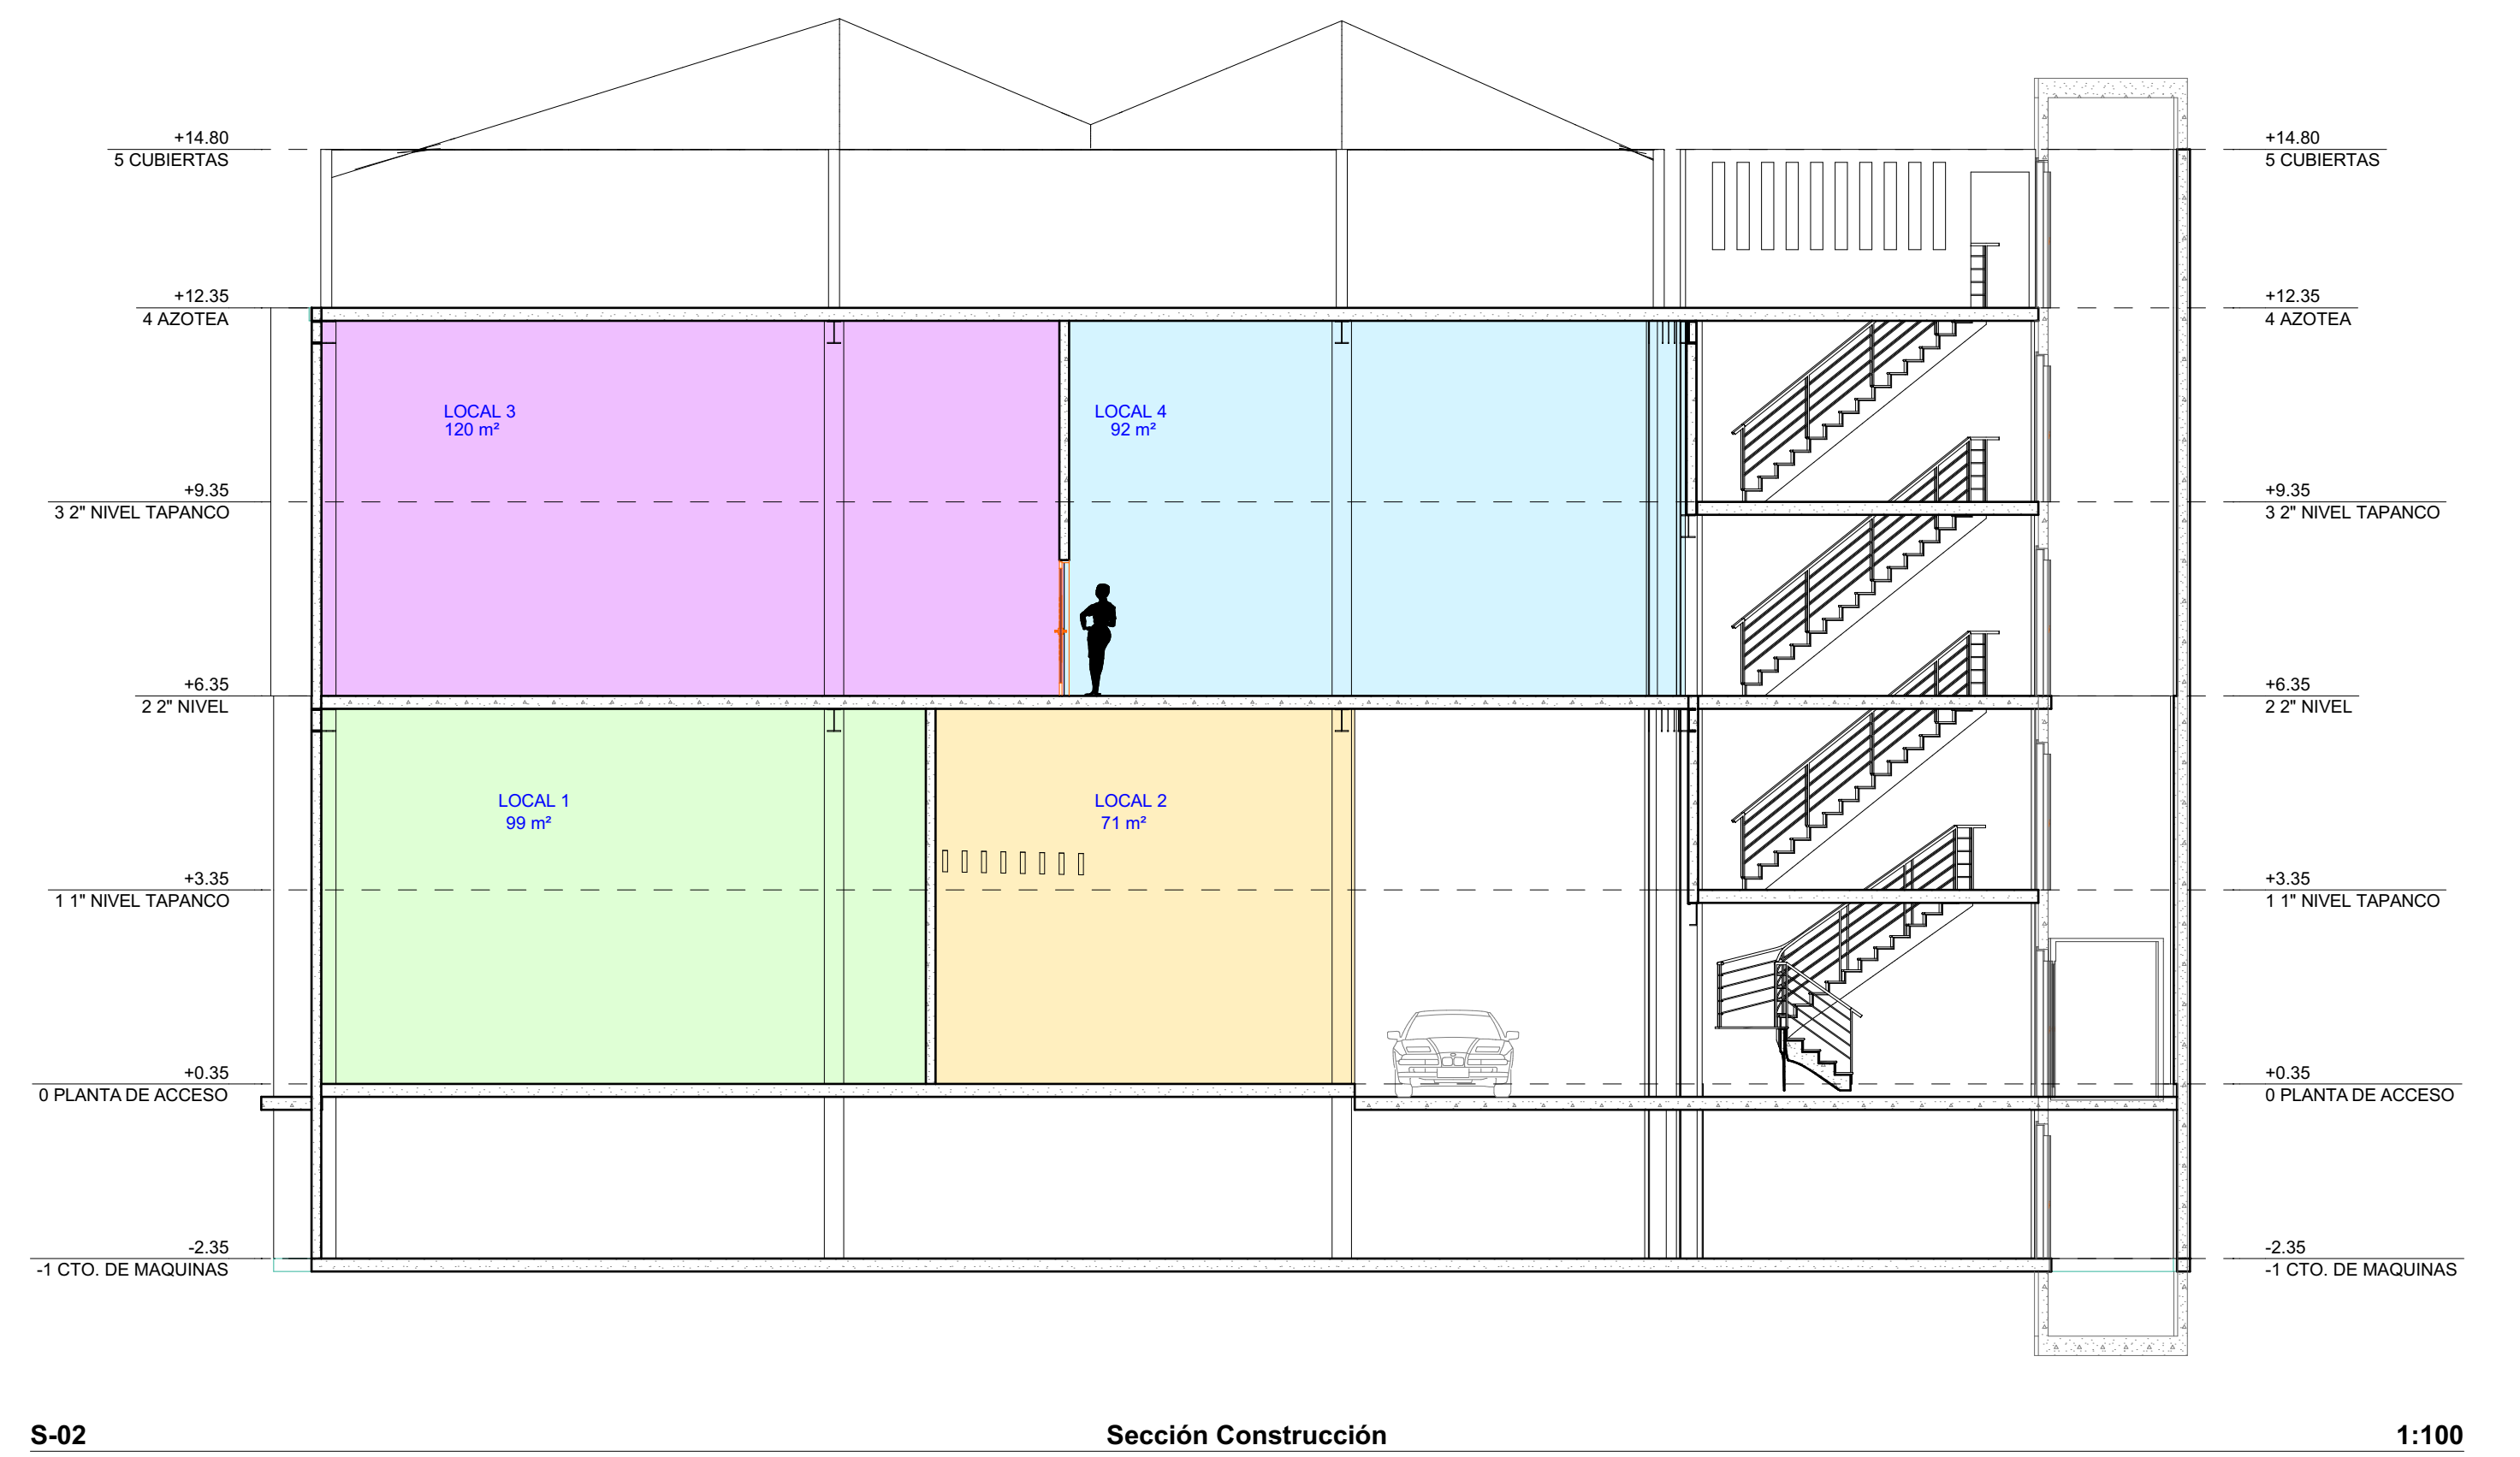 +14.80
5 CUBIERTAS
+14.80
5 CUBIERTAS
+12.35
4 AZOTEA
+12.35
4 AZOTEA
LOCAL 3
120 m²
LOCAL 4
92 m²
+9.35
3 2" NIVEL TAPANCO
+9.35
3 2" NIVEL TAPANCO
+6.35
2 2" NIVEL
+6.35
2 2" NIVEL
LOCAL 1
99 m²
LOCAL 2
71 m²
+3.35
1 1" NIVEL TAPANCO
+3.35
1 1" NIVEL TAPANCO
+0.35
0 PLANTA DE ACCESO
+0.35
0 PLANTA DE ACCESO
-2.35
-1 CTO. DE MAQUINAS
-2.35
-1 CTO. DE MAQUINAS
S-02
Sección Construcción
1:100